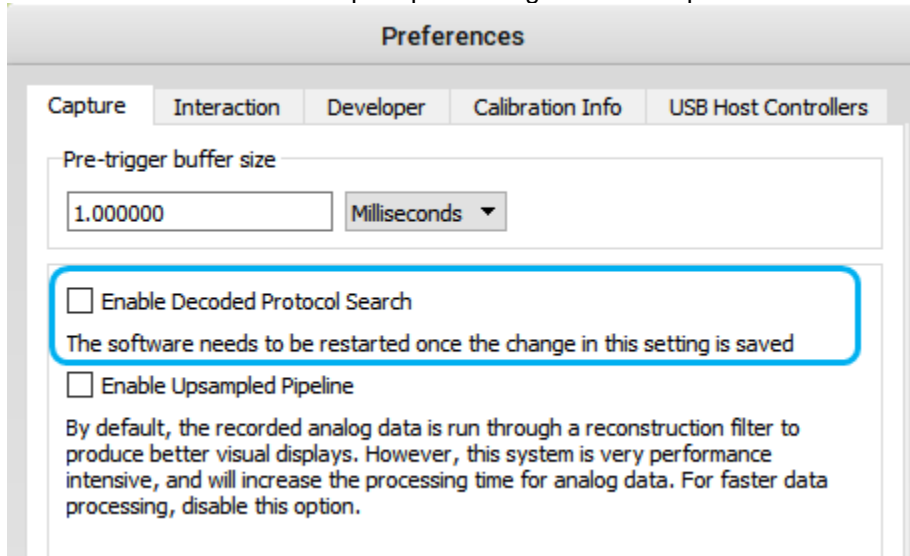 Preferences
Capture Interaction Developer Calibration Info USB Host Controllers
Pre-trigger buffer size
1.000000 Milliseconds
Enable Decoded Protocol Search
The software needs to be restarted once the change in this setting is saved
Enable Upsampled Pipeline
By default, the recorded analog data is run through a reconstruction filter to
produce better visual displays. However, this system is very performance
intensive, and will increase the processing time for analog data. For faster data
processing, disable this option.